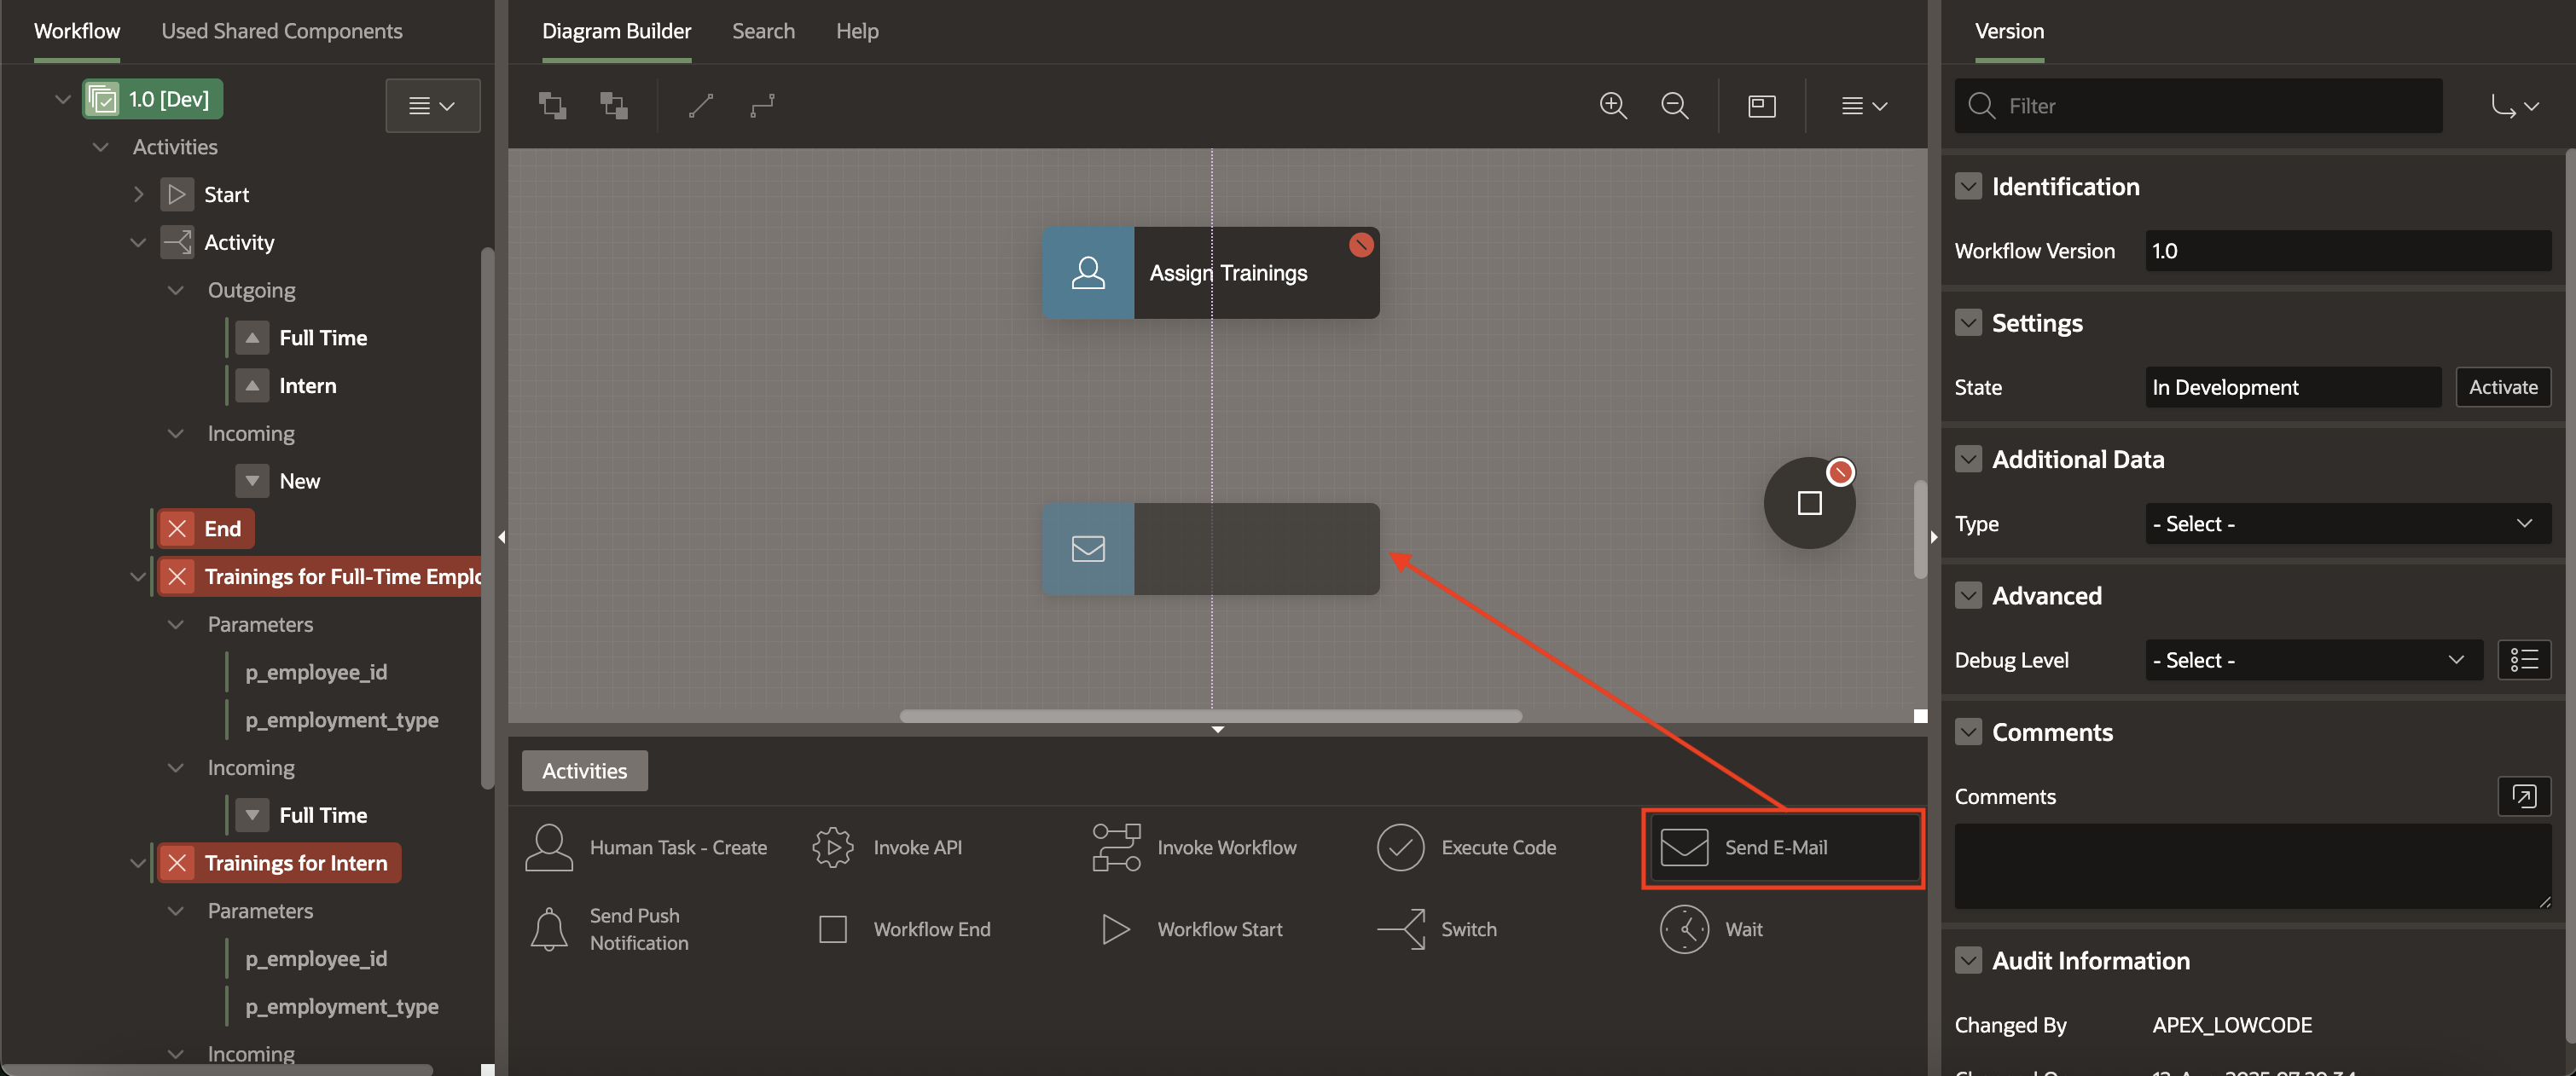 Workflow
Used Shared Components
1.0 [Dev]
Activities
Start
Activity
Outgoing
Full Time
Intern
Incoming
New
End
Trainings for Full-Time Emplo
Parameters
p_employee_id
p_employment_type
Incoming
Full Time
Trainings for Intern
Parameters
p_employee_id
p_employment_type
Incoming
Diagram Builder
Search
Help
Assign Trainings
Activities
Human Task - Create
Invoke API
Invoke Workflow
Execute Code
Send E-Mail
Send Push
Notification
Workflow End
Workflow Start
Switch
Wait
Version
Filter
Identification
Workflow Version
1.0
Settings
State
In Development
Activate
Additional Data
Type
- Select -
Advanced
Debug Level
- Select -
Comments
Comments
Audit Information
Changed By
APEX_LOWCODE